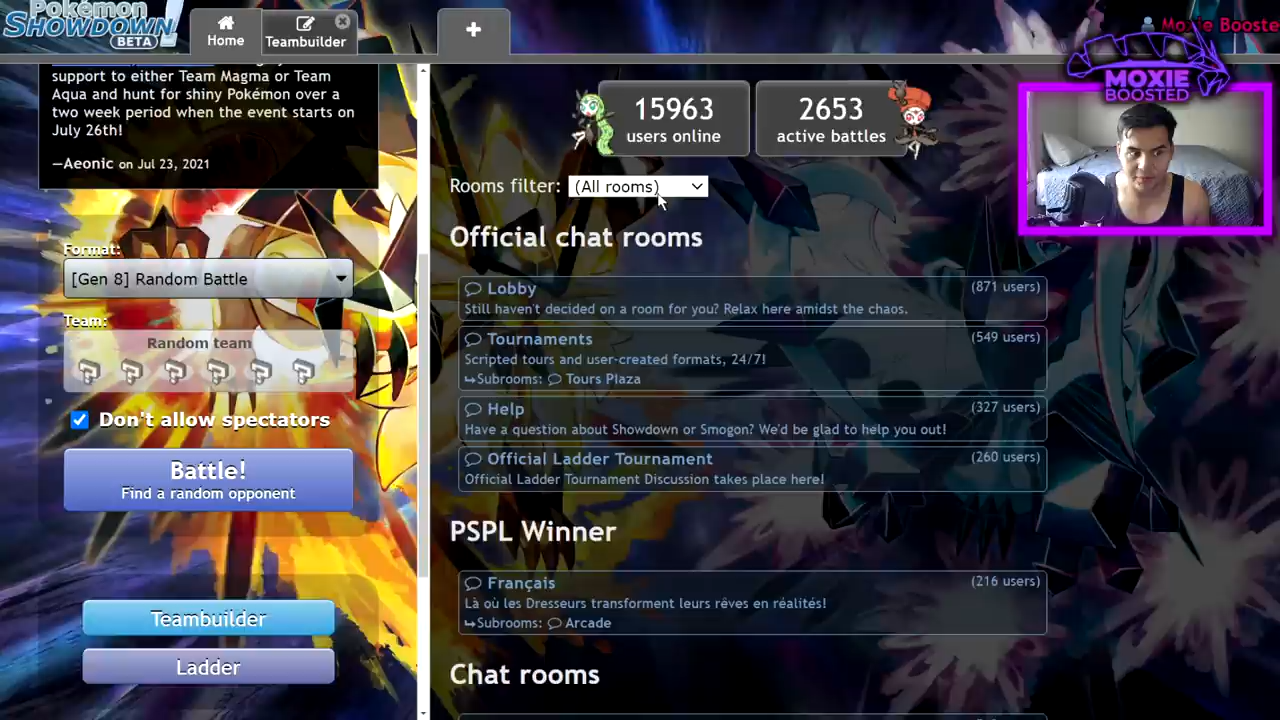 Pokémon
SHOWDOWN!
BETA
Home
Teambuilder
+
Moxie Booste
support to either Team Magma or Team
Aqua and hunt for shiny Pokémon over a
two week period when the event starts on
July 26th!
—Aeonic on Jul 23, 2021
Format:
[Gen 8] Random Battle
Team:
Random team
Don't allow spectators
Battle!
Find a random opponent
Teambuilder
Ladder
15963
users online
2653
active battles
Rooms filter: (All rooms)
Official chat rooms
Lobby (871 users)
Still haven't decided on a room for you? Relax here amidst the chaos.
Tournaments (549 users)
Scripted tours and user-created formats, 24/7!
↳Subrooms: Tours Plaza
Help (327 users)
Have a question about Showdown or Smogon? We'd be glad to help you out!
Official Ladder Tournament (260 users)
Official Ladder Tournament Discussion takes place here!
PSPL Winner
Français (216 users)
Là où les Dresseurs transforment leurs rêves en réalités!
↳Subrooms: Arcade
Chat rooms
MOXIE
BOOSTED